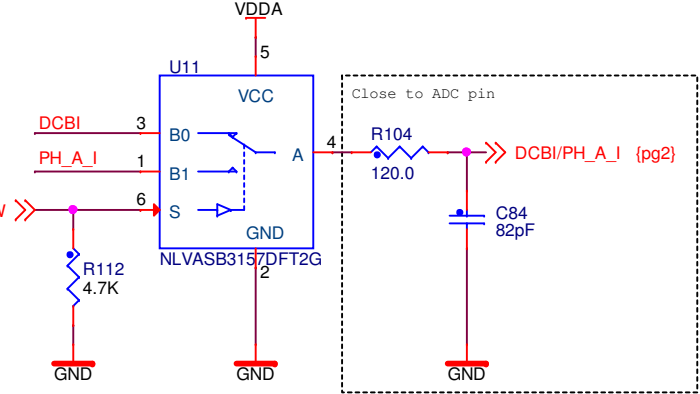 VDDA
5
U11
VCC
Close to ADC pin
DCBI
3
B0
R104
4
A
DCBI/PH_A_I {pg2}
PH_A_I
1
B1
120.0
6
S
C84
82pF
GND
NLVASB3157DFT2G
2
R112
4.7K
GND
GND
GND